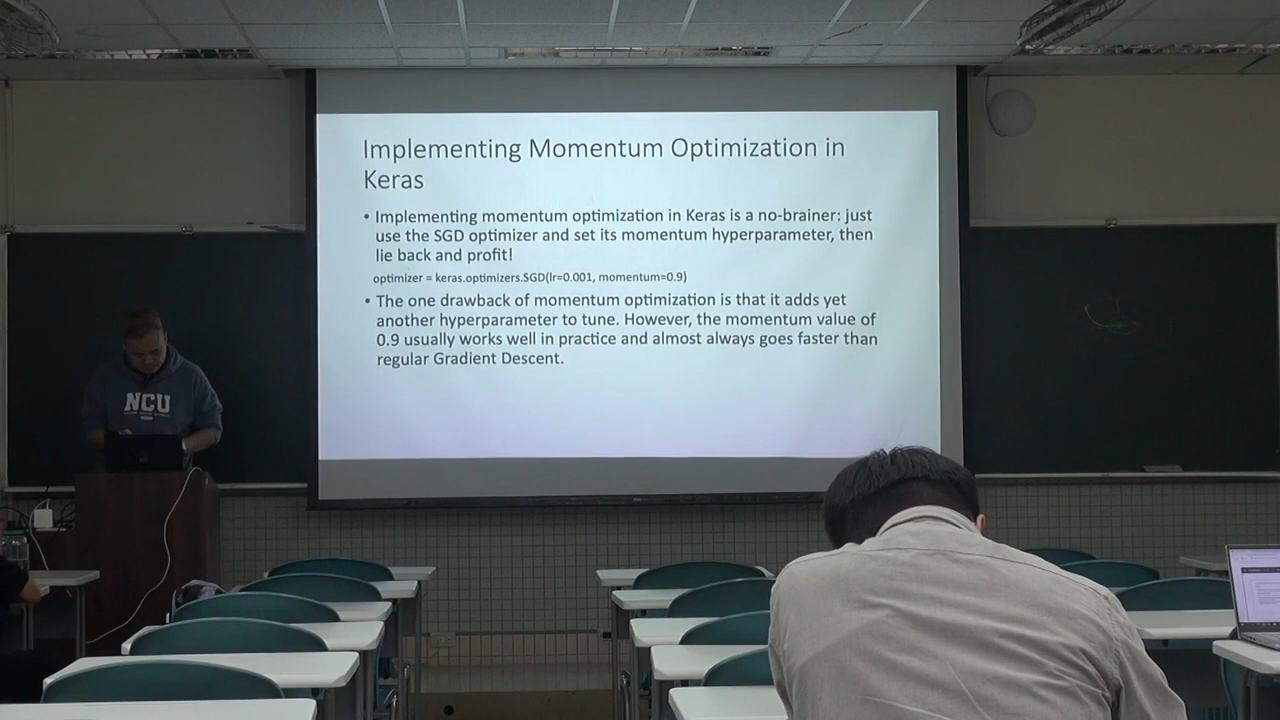 Implementing Momentum Optimization in
Keras
• Implementing momentum optimization in Keras is a no-brainer: just
use the SGD optimizer and set its momentum hyperparameter, then
lie back and profit!
optimizer = keras.optimizers.SGD(lr=0.001, momentum=0.9)
• The one drawback of momentum optimization is that it adds yet
another hyperparameter to tune. However, the momentum value of
0.9 usually works well in practice and almost always goes faster than
regular Gradient Descent.
NCU